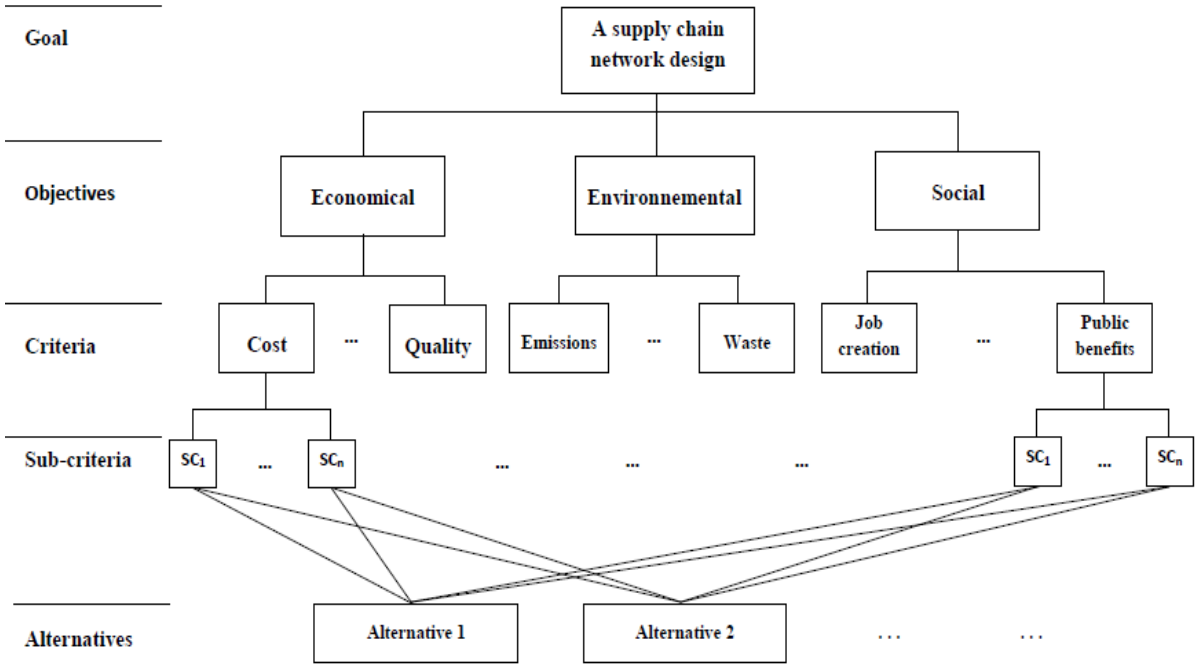 Goal
A supply chain
network design
Objectives
Economical
Environnemental
Social
Criteria
Cost
...
Quality
Emissions
...
Waste
Job
creation
...
Public
benefits
Sub-criteria
SC1
...
SCn
...
...
...
SC1
...
SCn
Alternatives
Alternative 1
Alternative 2
...
...